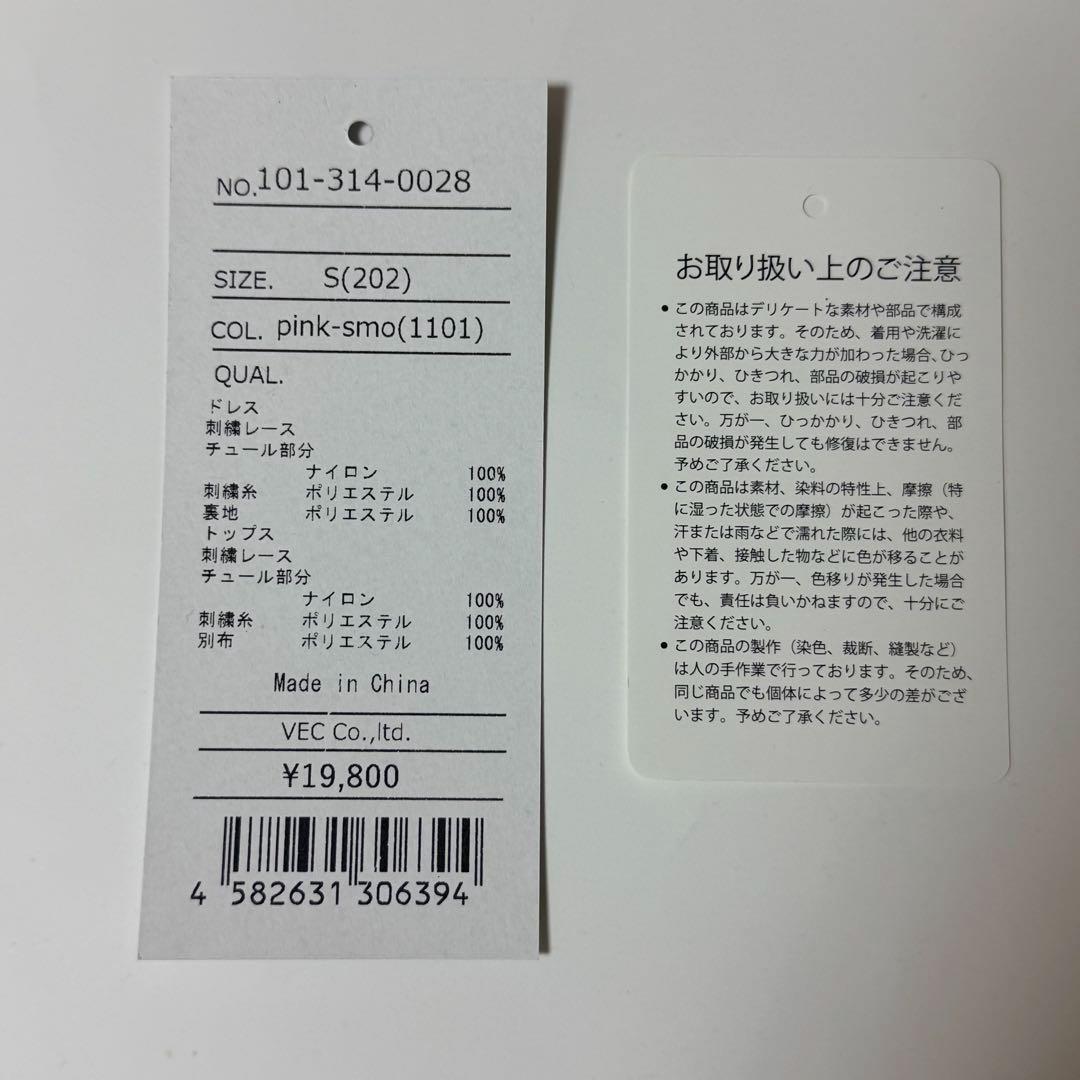 NO.101-314-0028
SIZE. S(202)
COL. pink-smo(1101)
QUAL.
ドレス
刺繍レース
チュール部分
ナイロン 100%
刺繍糸 ポリエステル 100%
裏地 ポリエステル 100%
トップス
刺繍レース
チュール部分
ナイロン 100%
刺繍糸 ポリエステル 100%
別布 ポリエステル 100%
Made in China
VEC Co.,ltd.
¥19,800
4 582631 306394
お取り扱い上のご注意
● この商品はデリケートな素材や部品で構成
されております。そのため、着用や洗濯に
より外部から大きな力が加わった場合、ひっ
かかり、ひきつれ、部品の破損が起こりや
すいので、お取り扱いには十分ご注意くだ
さい。万が一、ひっかかり、ひきつれ、部
品の破損が発生しても修復はできません。
予めご了承ください。
● この商品は素材、染料の特性上、摩擦（特
に湿った状態での摩擦）が起こった際や、
汗または雨などで濡れた際には、他の衣料
や下着、接触した物などに色が移ることが
あります。万が一、色移りが発生した場合
でも、責任は負いかねますので、十分にご
注意ください。
● この商品の製作（染色、裁断、縫製など）
は人の手作業で行っております。そのため、
同じ商品でも個体によって多少の差がござ
います。予めご了承ください。